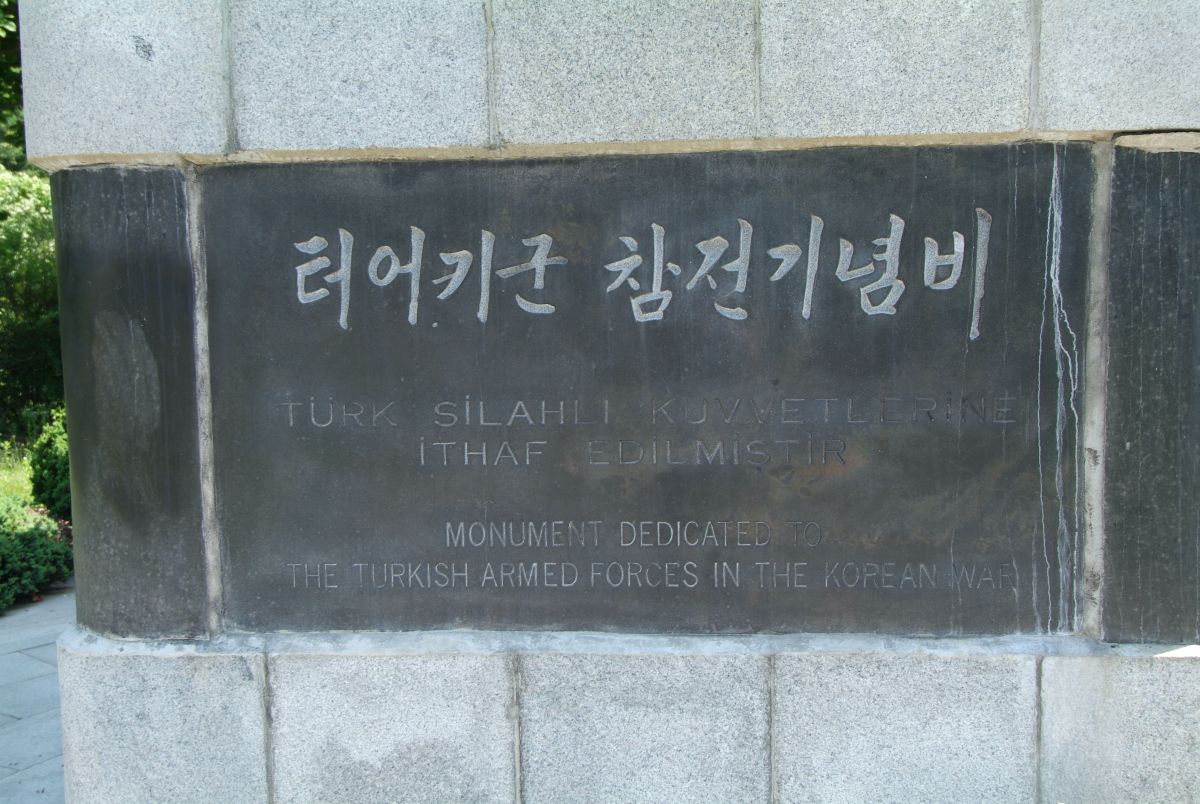 터어키군 참전기념비
TÜRK SİLAHLI KUVVETLERİNE
İTHAF EDİLMİŞTİR
MONUMENT DEDICATED TO
THE TURKISH ARMED FORCES IN THE KOREAN WAR